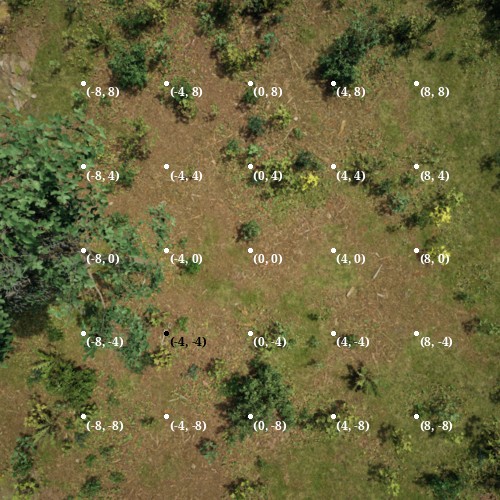 (-8, 8) (-4, 8) (0, 8) (4, 8) (8, 8)
(-8, 4) (-4, 4) (0, 4) (4, 4) (8, 4)
(-8, 0) (-4, 0) (0, 0) (4, 0) (8, 0)
(-8, -4) (-4, -4) (0, -4) (4, -4) (8, -4)
(-8, -8) (-4, -8) (0, -8) (4, -8) (8, -8)